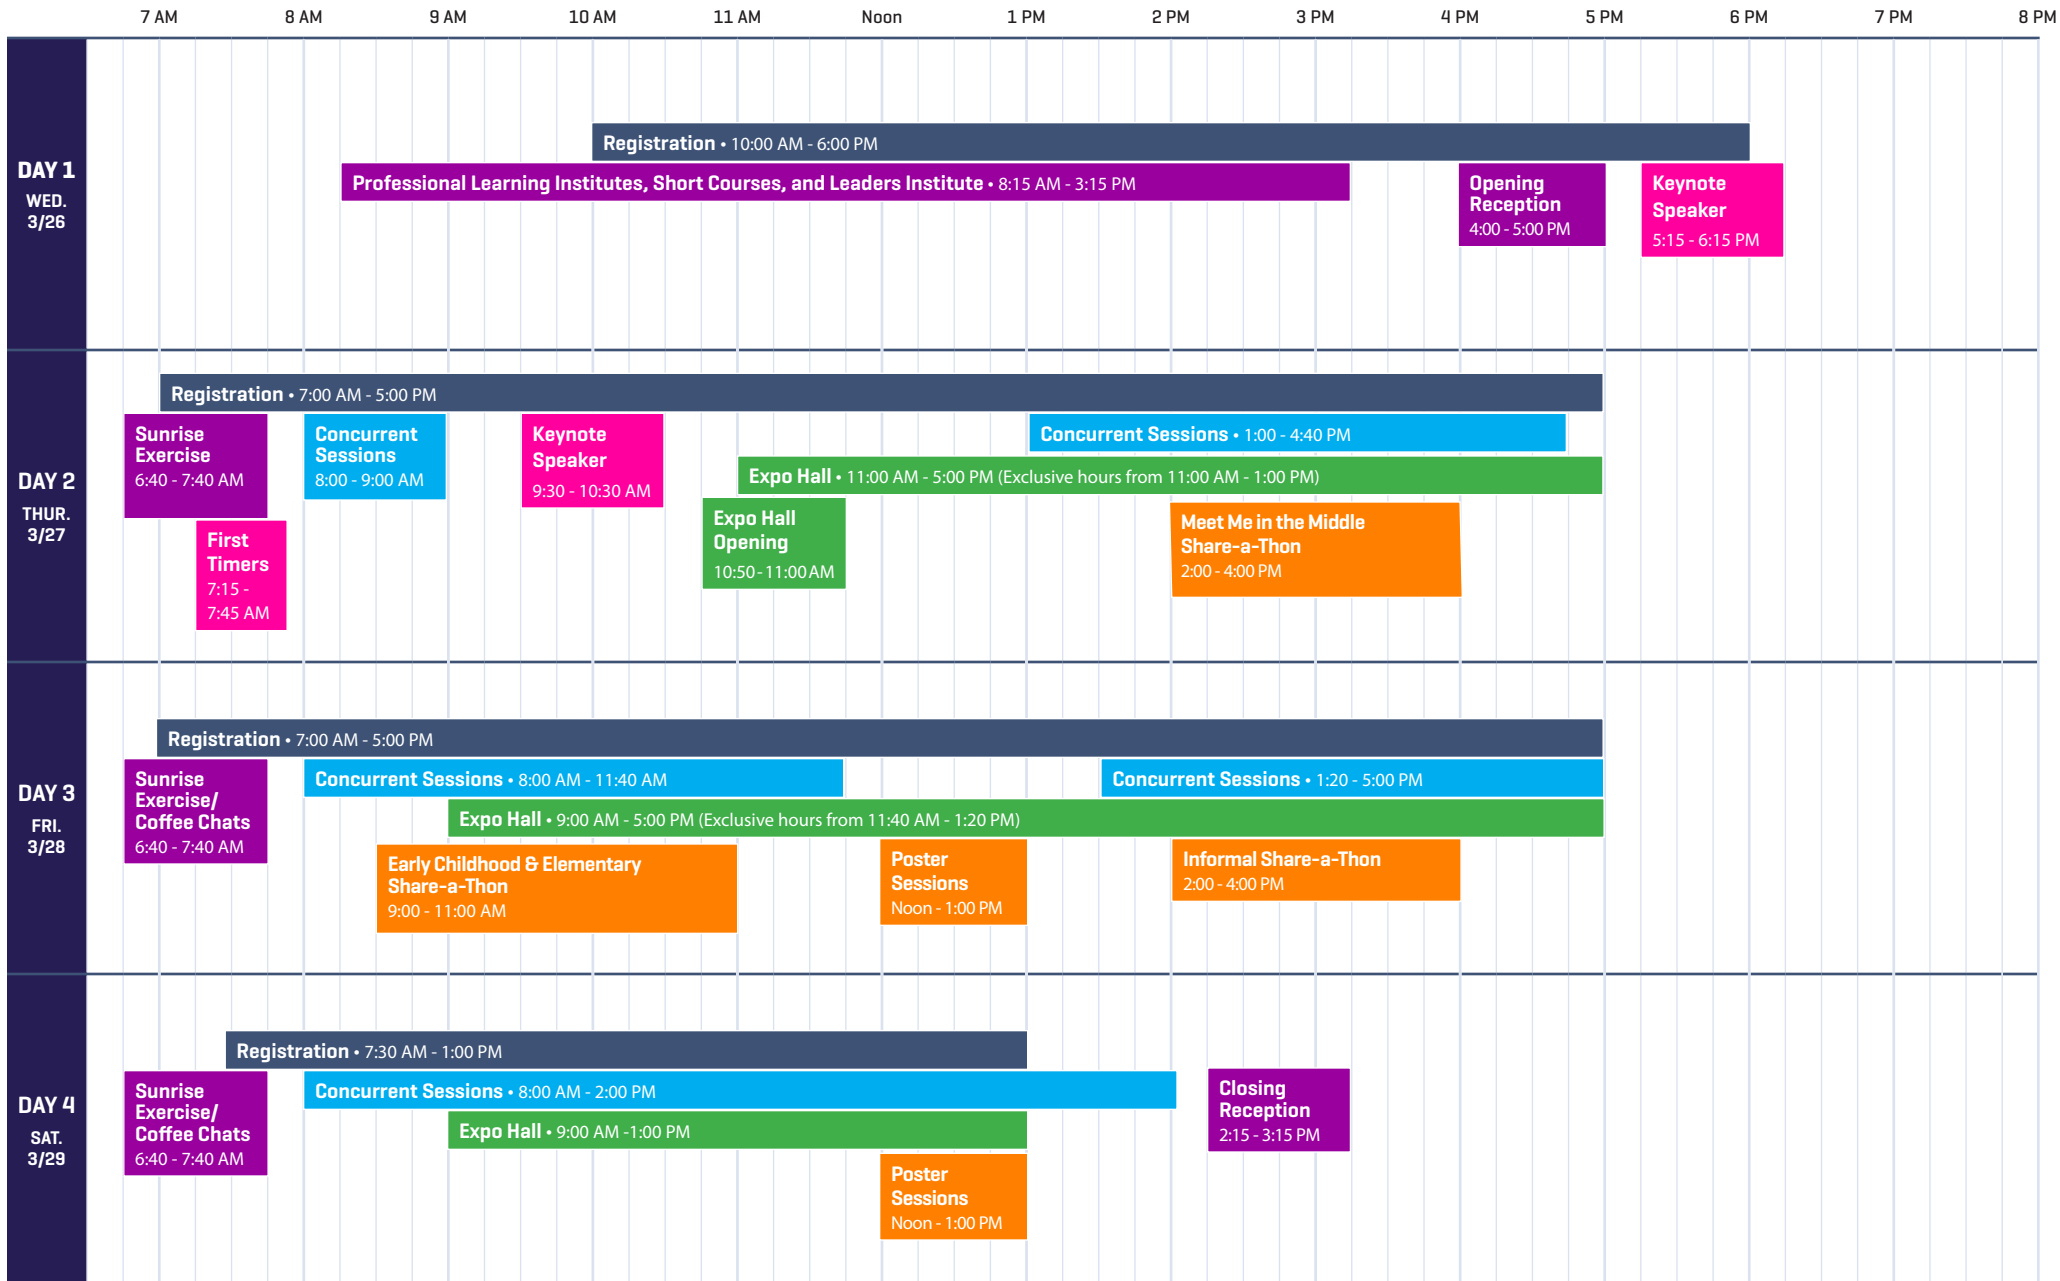 7 AM 8 AM 9 AM 10 AM 11 AM Noon 1 PM 2 PM 3 PM 4 PM 5 PM 6 PM 7 PM 8 PM
DAY 1
WED.
3/26
Registration • 10:00 AM - 6:00 PM
Professional Learning Institutes, Short Courses, and Leaders Institute • 8:15 AM - 3:15 PM
Opening
Reception
4:00 - 5:00 PM
Keynote
Speaker
5:15 - 6:15 PM
DAY 2
THUR.
3/27
Registration • 7:00 AM - 5:00 PM
Sunrise
Exercise
6:40 - 7:40 AM
First
Timers
7:15 -
7:45 AM
Concurrent
Sessions
8:00 - 9:00 AM
Keynote
Speaker
9:30 - 10:30 AM
Concurrent Sessions • 1:00 - 4:40 PM
Expo Hall • 11:00 AM - 5:00 PM (Exclusive hours from 11:00 AM - 1:00 PM)
Expo Hall
Opening
10:50 - 11:00 AM
Meet Me in the Middle
Share-a-Thon
2:00 - 4:00 PM
DAY 3
FRI.
3/28
Registration • 7:00 AM - 5:00 PM
Sunrise
Exercise/
Coffee Chats
6:40 - 7:40 AM
Concurrent Sessions • 8:00 AM - 11:40 AM
Concurrent Sessions • 1:20 - 5:00 PM
Expo Hall • 9:00 AM - 5:00 PM (Exclusive hours from 11:40 AM - 1:20 PM)
Early Childhood & Elementary
Share-a-Thon
9:00 - 11:00 AM
Poster
Sessions
Noon - 1:00 PM
Informal Share-a-Thon
2:00 - 4:00 PM
DAY 4
SAT.
3/29
Registration • 7:30 AM - 1:00 PM
Sunrise
Exercise/
Coffee Chats
6:40 - 7:40 AM
Concurrent Sessions • 8:00 AM - 2:00 PM
Expo Hall • 9:00 AM -1:00 PM
Poster
Sessions
Noon - 1:00 PM
Closing
Reception
2:15 - 3:15 PM